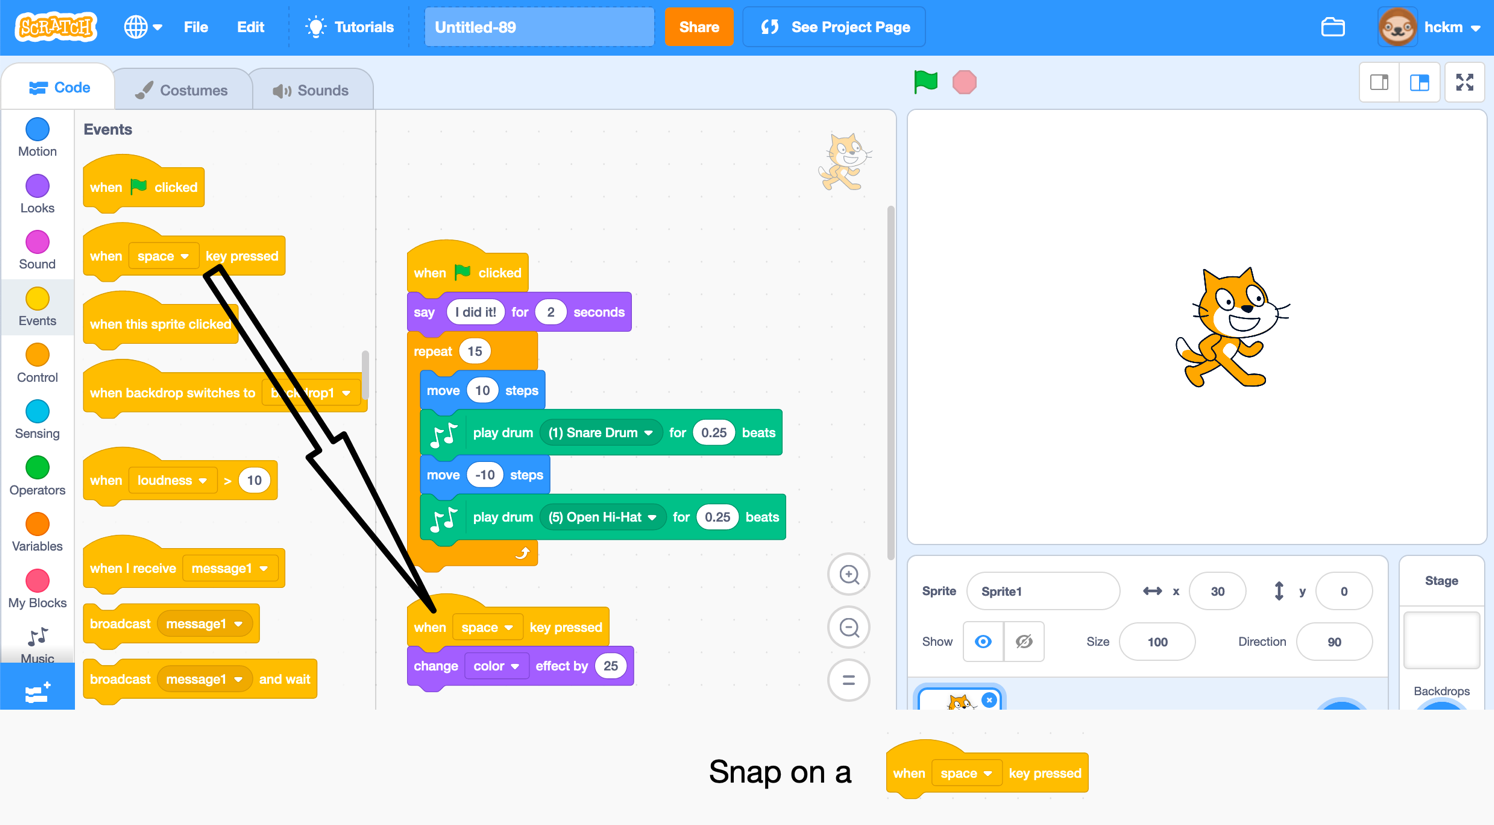 SCRATCH
File
Edit
Tutorials
Untitled-89
Share
See Project Page
hckm
Code
Costumes
Sounds
Motion
Looks
Sound
Events
Control
Sensing
Operators
Variables
My Blocks
Music
Events
when clicked
when space key pressed
when this sprite clicked
when backdrop switches to backdrop1
when loudness > 10
when I receive message1
broadcast message1
broadcast message1 and wait
when clicked
say I did it! for 2 seconds
repeat 15
move 10 steps
play drum (1) Snare Drum for 0.25 beats
move -10 steps
play drum (5) Open Hi-Hat for 0.25 beats
when space key pressed
change color effect by 25
Sprite Sprite1 x 30 y 0
Show Size 100 Direction 90
Stage
Backdrops
Snap on a when space key pressed